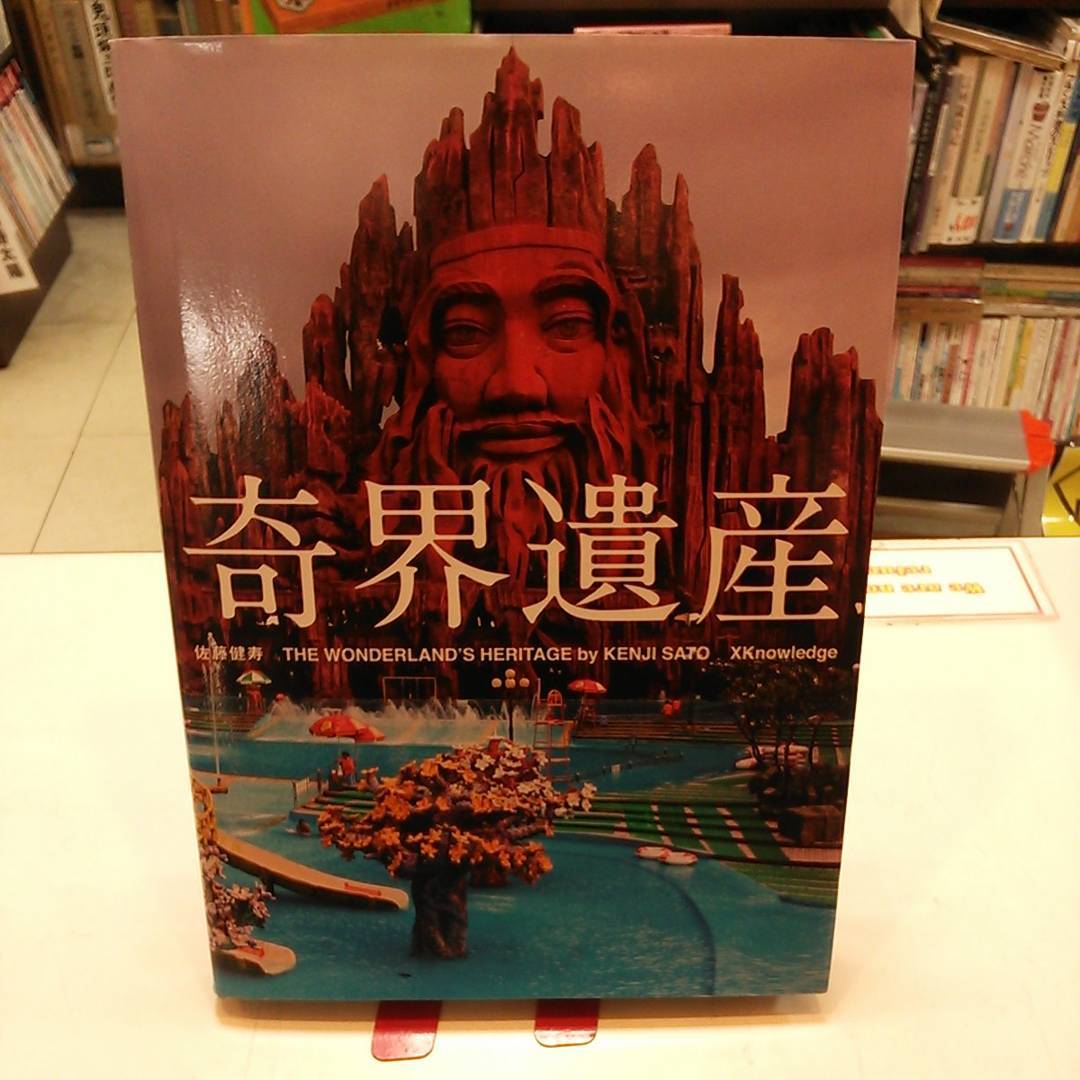 奇界遺産
佐藤健寿 THE WONDERLAND'S HERITAGE by KENJI SATO XKnowledge